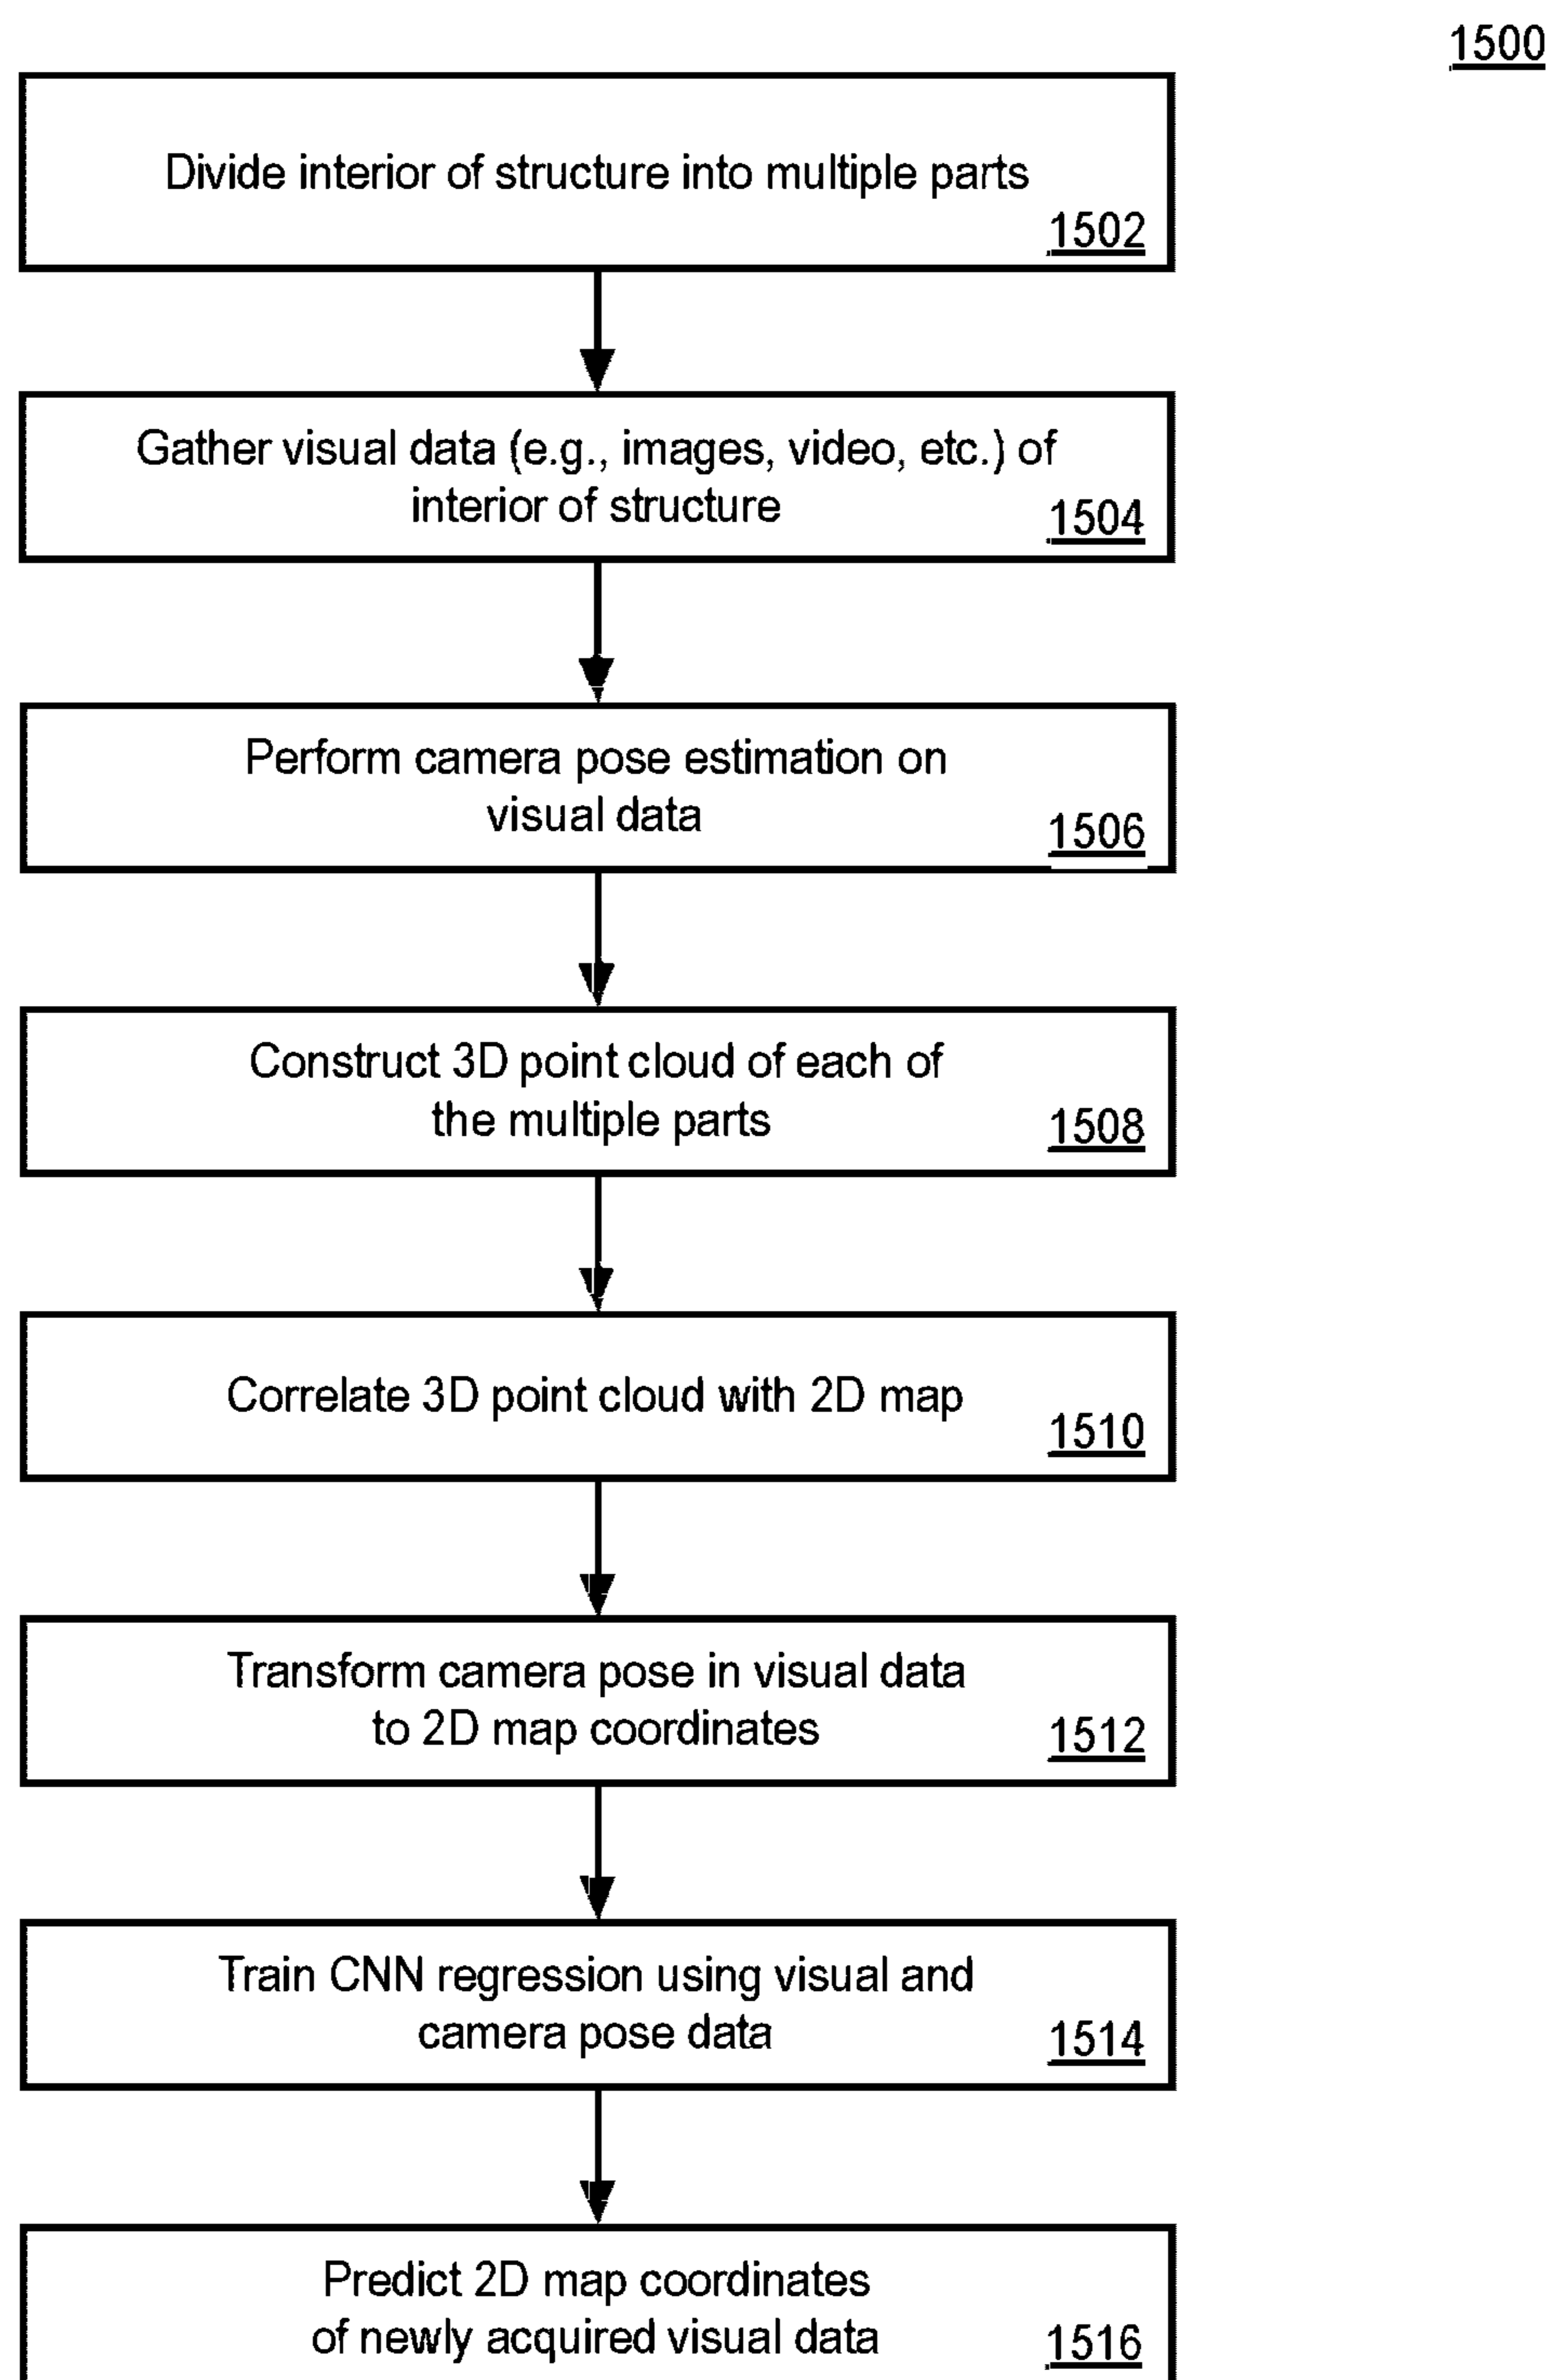 1500
Divide interior of structure into multiple parts
1502
Gather visual data (e.g., images, video, etc.) of
interior of structure
1504
Perform camera pose estimation on
visual data
1506
Construct 3D point cloud of each of
the multiple parts
1508
Correlate 3D point cloud with 2D map
1510
Transform camera pose in visual data
to 2D map coordinates
1512
Train CNN regression using visual and
camera pose data
1514
Predict 2D map coordinates
of newly acquired visual data
1516